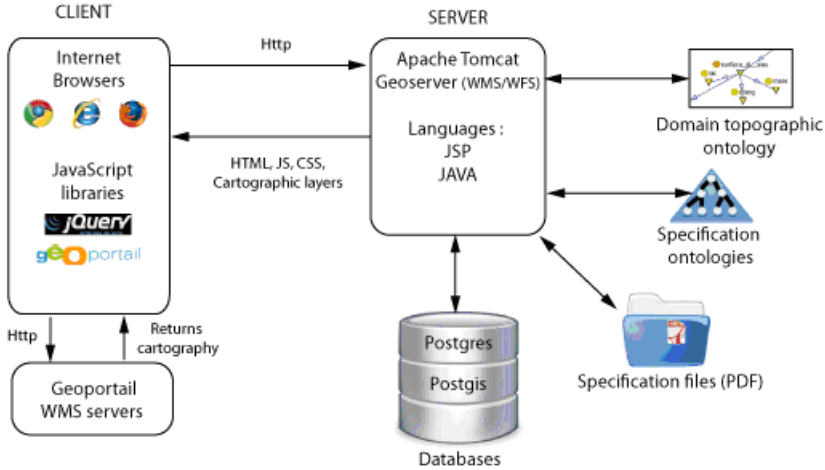 CLIENT
SERVER
Internet
Browsers
JavaScript
libraries
jQuery
géoportail
Http
HTML, JS, CSS,
Cartographic layers
Apache Tomcat
Geoserver (WMS/WFS)
Languages :
JSP
JAVA
Domain topographic
ontology
Specification
ontologies
Specification files (PDF)
Http
Returns
cartography
Geoportail
WMS servers
Postgres
Postgis
Databases